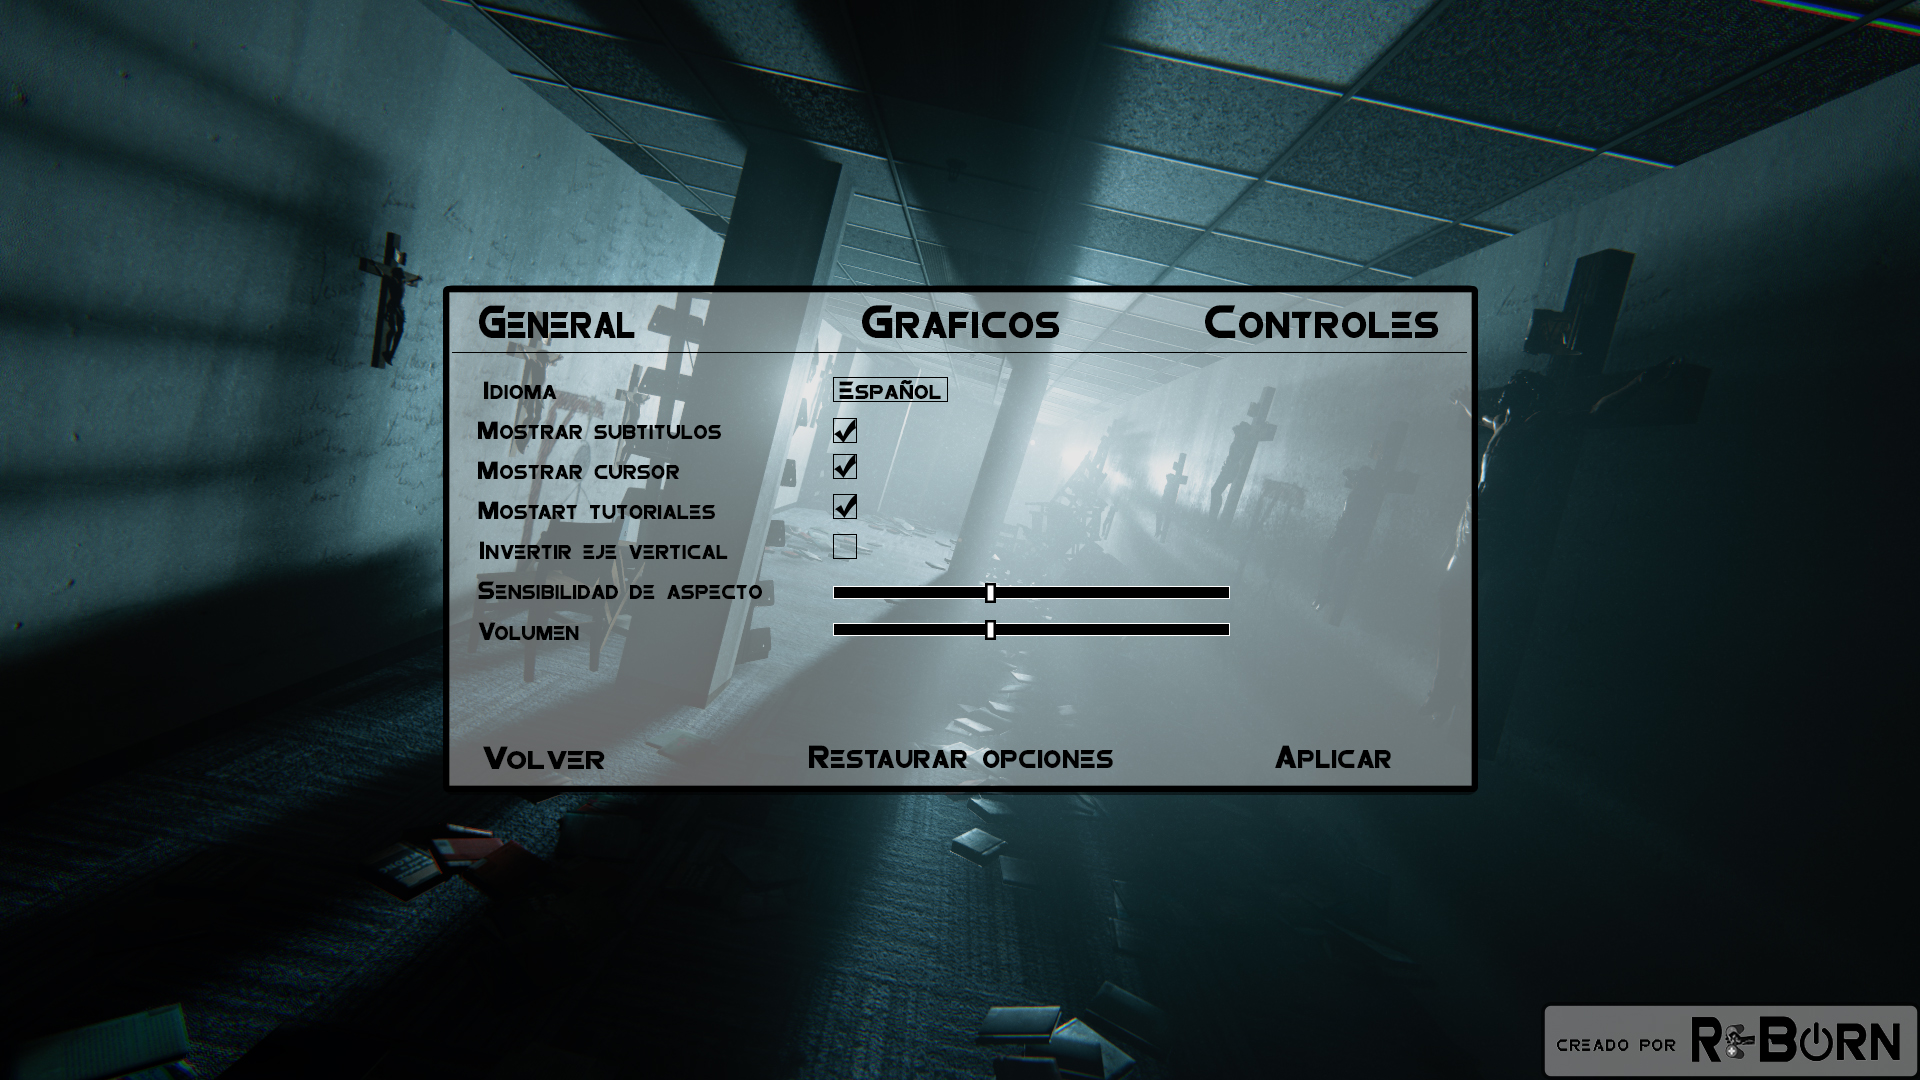 General Graficos Controles
Idioma Español
Mostrar subtitulos
Mostrar cursor
Mostart tutoriales
Invertir eje vertical
Sensibilidad de aspecto
Volumen
Volver Restaurar opciones Aplicar
creado por ReBorn